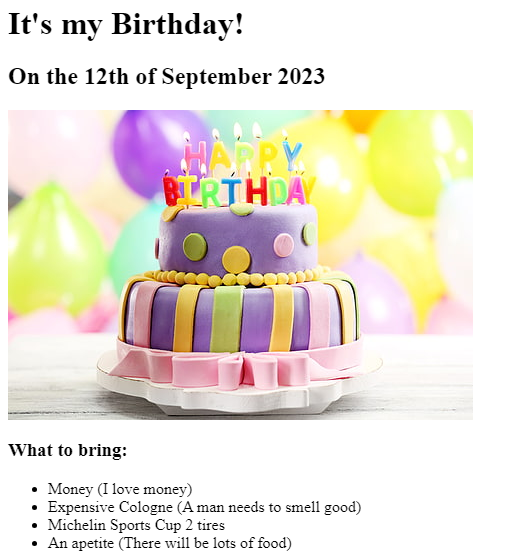 It's my Birthday!
On the 12th of September 2023
HAPPY
BIRTHDAY
What to bring:
• Money (I love money)
• Expensive Cologne (A man needs to smell good)
• Michelin Sports Cup 2 tires
• An apetite (There will be lots of food)